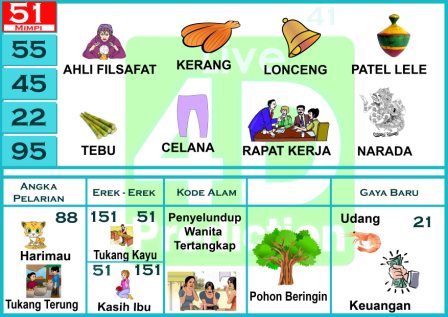 51
MIMPI
41
55
45
22
95
AHLI FILSAFAT
KERANG
LONCENG
PATEL LELE
TEBU
CELANA
RAPAT KERJA
NARADA
Live
4D
Prediction
ANGKA
PELARIAN
EREK - EREK
KODE ALAM
GAYA BARU
88
Harimau
Tukang Terung
151 51
Tukang Kayu
51 151
Kasih Ibu
Penyelundup
Wanita
Tertangkap
Pohon Beringin
Udang
21
Keuangan